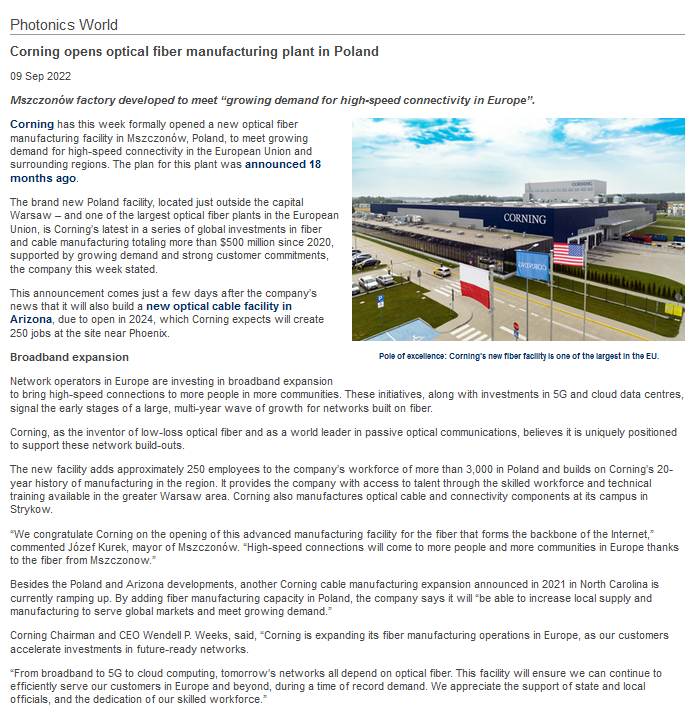 Photonics World
Corning opens optical fiber manufacturing plant in Poland
09 Sep 2022
Mszczonów factory developed to meet “growing demand for high-speed connectivity in Europe”.
Corning has this week formally opened a new optical fiber
manufacturing facility in Mszczonów, Poland, to meet growing
demand for high-speed connectivity in the European Union and
surrounding regions. The plan for this plant was announced 18
months ago.
The brand new Poland facility, located just outside the capital
Warsaw – and one of the largest optical fiber plants in the European
Union, is Corning’s latest in a series of global investments in fiber
and cable manufacturing totaling more than $500 million since 2020,
supported by growing demand and strong customer commitments,
the company this week stated.
This announcement comes just a few days after the company’s
news that it will also build a new optical cable facility in
Arizona, due to open in 2024, which Corning expects will create
250 jobs at the site near Phoenix.
CORNING
CORNING
CORNING
Pole of excellence: Corning's new fiber facility is one of the largest in the EU.
Broadband expansion
Network operators in Europe are investing in broadband expansion
to bring high-speed connections to more people in more communities. These initiatives, along with investments in 5G and cloud data centres,
signal the early stages of a large, multi-year wave of growth for networks built on fiber.
Corning, as the inventor of low-loss optical fiber and as a world leader in passive optical communications, believes it is uniquely positioned
to support these network build-outs.
The new facility adds approximately 250 employees to the company’s workforce of more than 3,000 in Poland and builds on Corning’s 20-
year history of manufacturing in the region. It provides the company with access to talent through the skilled workforce and technical
training available in the greater Warsaw area. Corning also manufactures optical cable and connectivity components at its campus in
Strykow.
“We congratulate Corning on the opening of this advanced manufacturing facility for the fiber that forms the backbone of the Internet,”
commented Józef Kurek, mayor of Mszczonów. “High-speed connections will come to more people and more communities in Europe thanks
to the fiber from Mszczonow.”
Besides the Poland and Arizona developments, another Corning cable manufacturing expansion announced in 2021 in North Carolina is
currently ramping up. By adding fiber manufacturing capacity in Poland, the company says it will “be able to increase local supply and
manufacturing to serve global markets and meet growing demand.”
Corning Chairman and CEO Wendell P. Weeks, said, “Corning is expanding its fiber manufacturing operations in Europe, as our customers
accelerate investments in future-ready networks.
“From broadband to 5G to cloud computing, tomorrow’s networks all depend on optical fiber. This facility will ensure we can continue to
efficiently serve our customers in Europe and beyond, during a time of record demand. We appreciate the support of state and local
officials, and the dedication of our skilled workforce.”